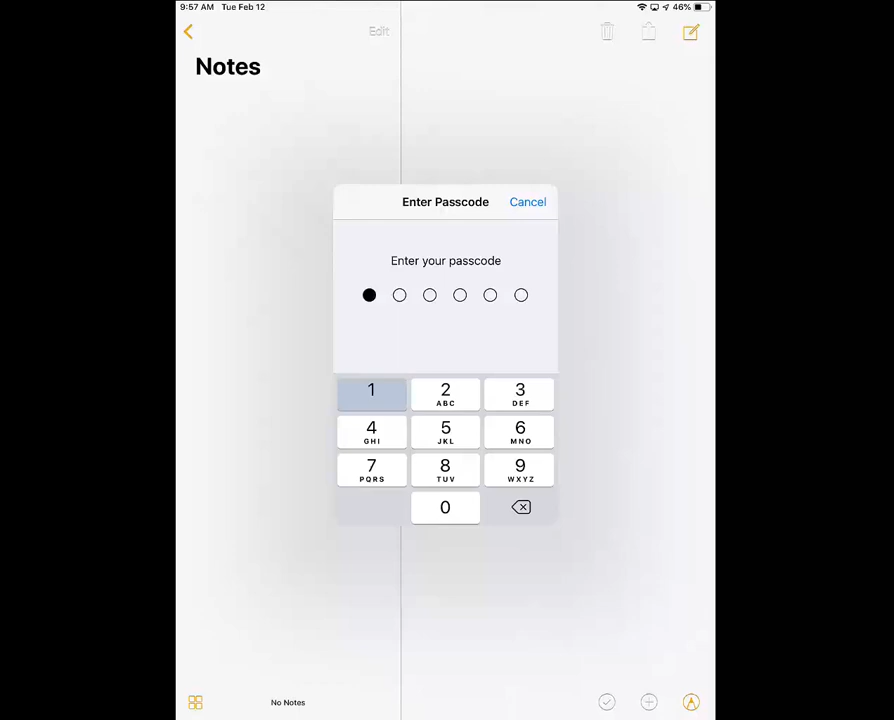 9:57 AM Tue Feb 12
46%
Edit
Notes
Enter Passcode
Cancel
Enter your passcode
1
2
3
ABC
DEF
4
5
6
GHI
JKL
MNO
7
8
9
PQRS
TUV
WXYZ
0
No Notes